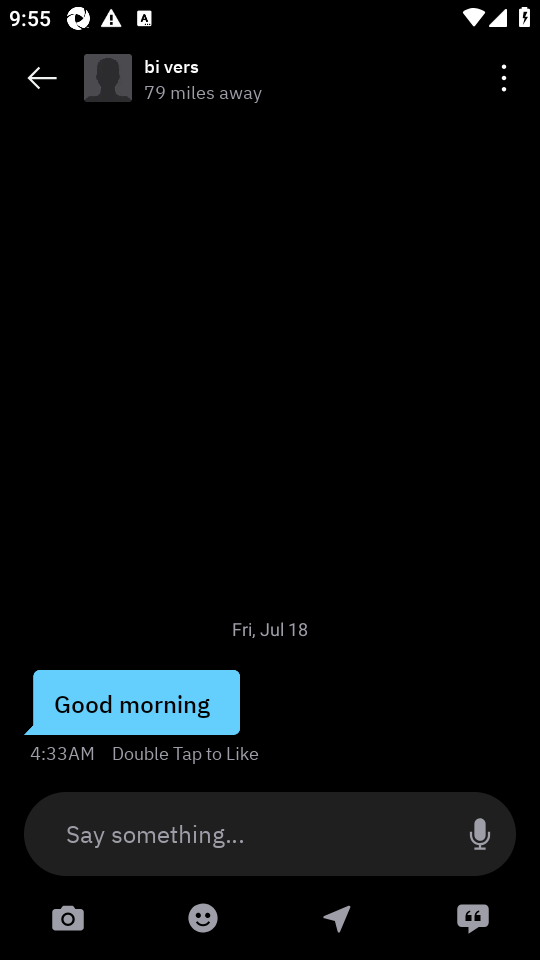 9:55
bi vers
79 miles away
Fri, Jul 18
Good morning
4:33AM Double Tap to Like
Say something...